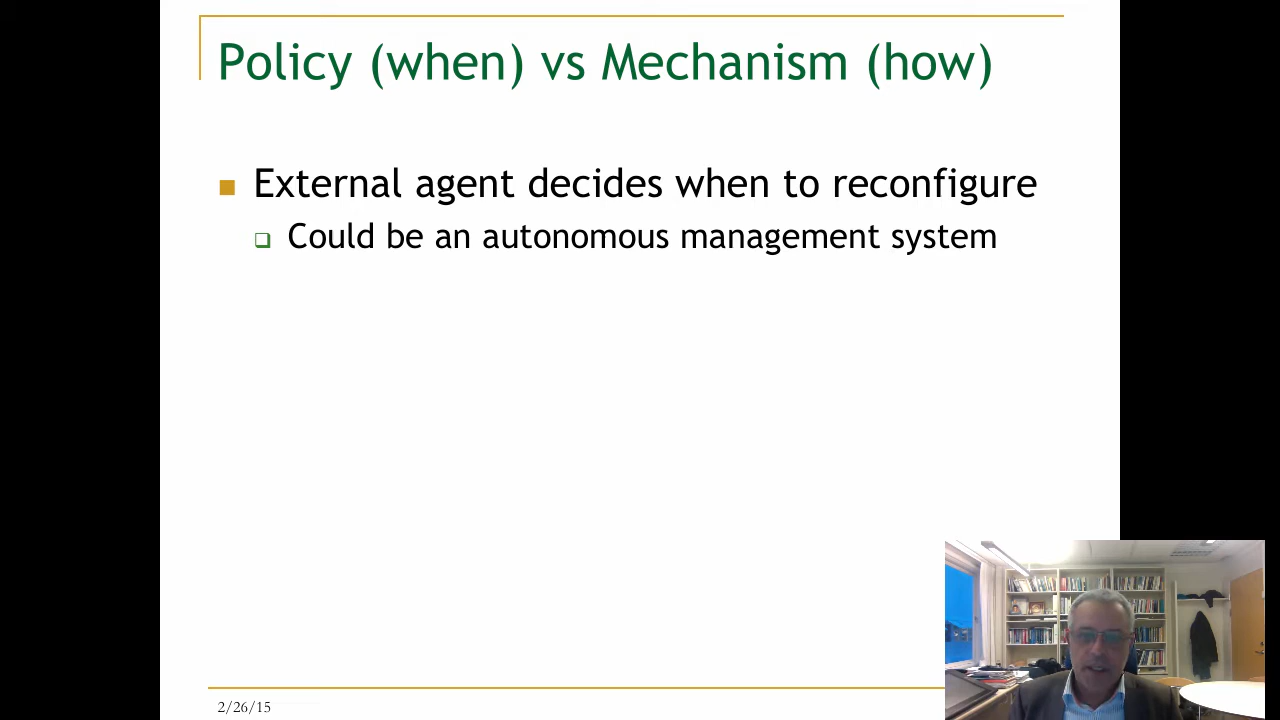 Policy (when) vs Mechanism (how)
External agent decides when to reconfigure
Could be an autonomous management system
2/26/15